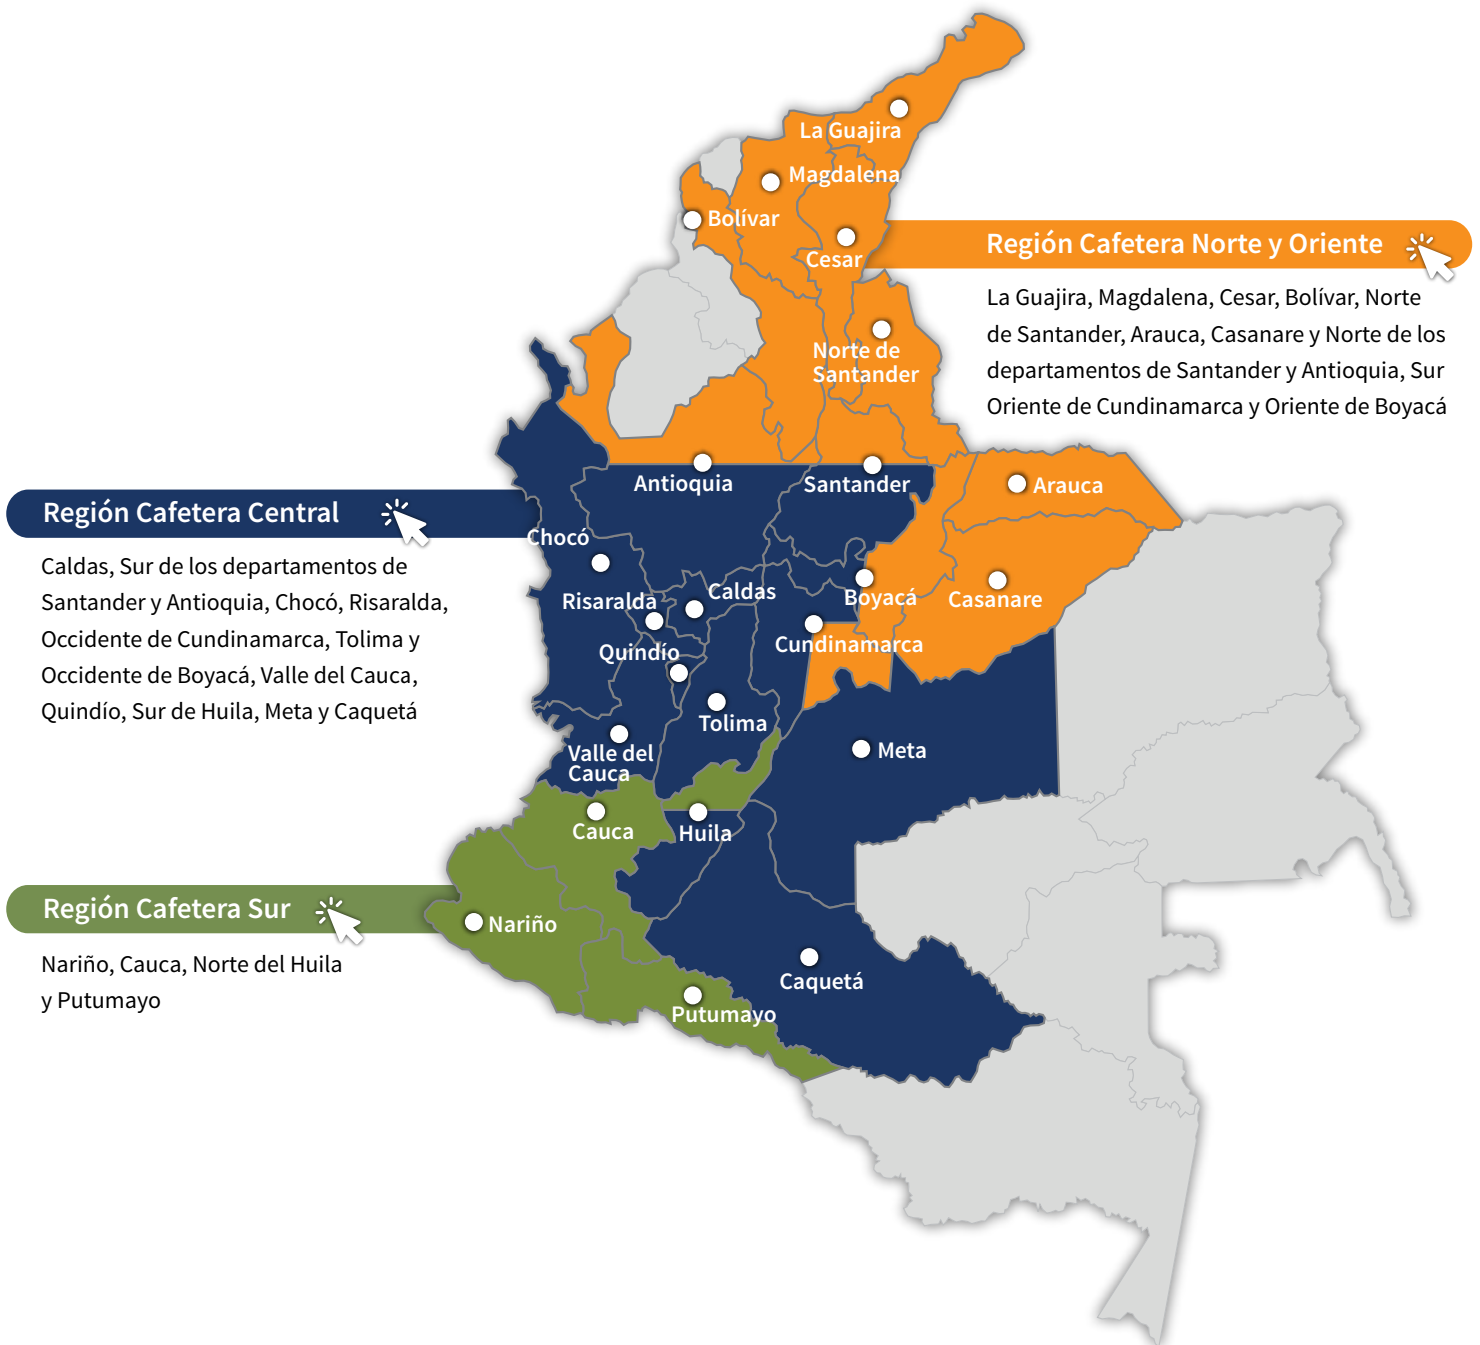 La Guajira
Magdalena
Bolívar
Cesar
Región Cafetera Norte y Oriente
La Guajira, Magdalena, Cesar, Bolívar, Norte
de Santander, Arauca, Casanare y Norte de los
departamentos de Santander y Antioquia, Sur
Oriente de Cundinamarca y Oriente de Boyacá
Norte de
Santander
Antioquia
Santander
Arauca
Región Cafetera Central
Caldas, Sur de los departamentos de
Santander y Antioquia, Chocó, Risaralda,
Occidente de Cundinamarca, Tolima y
Occidente de Boyacá, Valle del Cauca,
Quindío, Sur de Huila, Meta y Caquetá
Chocó
Caldas
Risaralda
Boyacá
Casanare
Cundinamarca
Quindío
Tolima
Valle del
Cauca
Meta
Cauca
Huila
Región Cafetera Sur
Nariño, Cauca, Norte del Huila
y Putumayo
Nariño
Caquetá
Putumayo